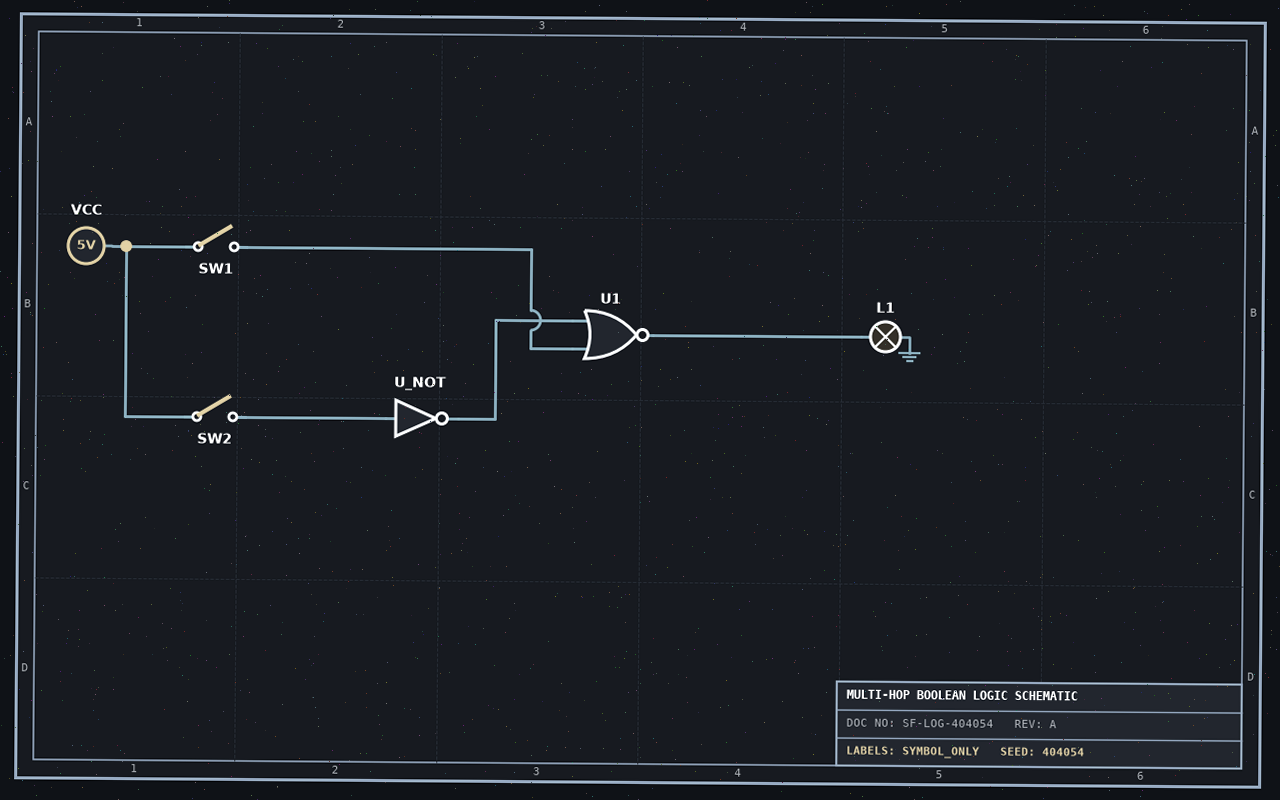 1 2 3 4 5 6
A A
VCC
5V
SW1
B B
U1
L1
U_NOT
SW2
C C
D D
MULTI-HOP BOOLEAN LOGIC SCHEMATIC
DOC NO: SF-LOG-404054 REV: A
LABELS: SYMBOL_ONLY SEED: 404054
1 2 3 4 5 6